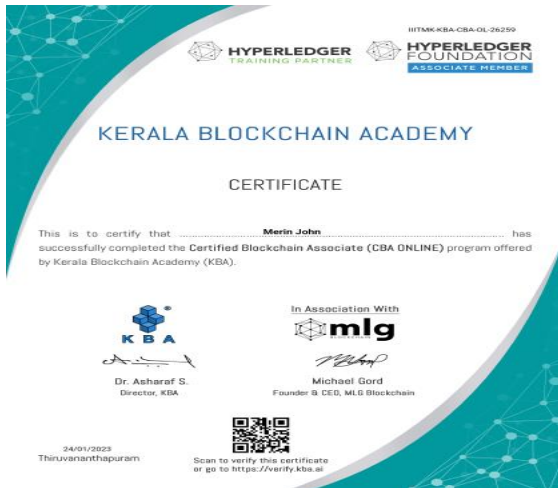 IIITMK-KBA-CBA-OL-26259
HYPERLEDGER
TRAINING PARTNER
HYPERLEDGER
FOUNDATION
ASSOCIATE MEMBER
KERALA BLOCKCHAIN ACADEMY
CERTIFICATE
This is to certify that Merin John has
successfully completed the Certified Blockchain Associate (CBA ONLINE) program offered
by Kerala Blockchain Academy (KBA).
KBA
In Association With
mlg
BLOCKCHAIN
Dr. Asharaf S.
Director, KBA
Michael Gord
Founder & CEO, MLG Blockchain
24/01/2023
Thiruvananthapuram
Scan to verify this certificate
or go to https://verify.kba.ai